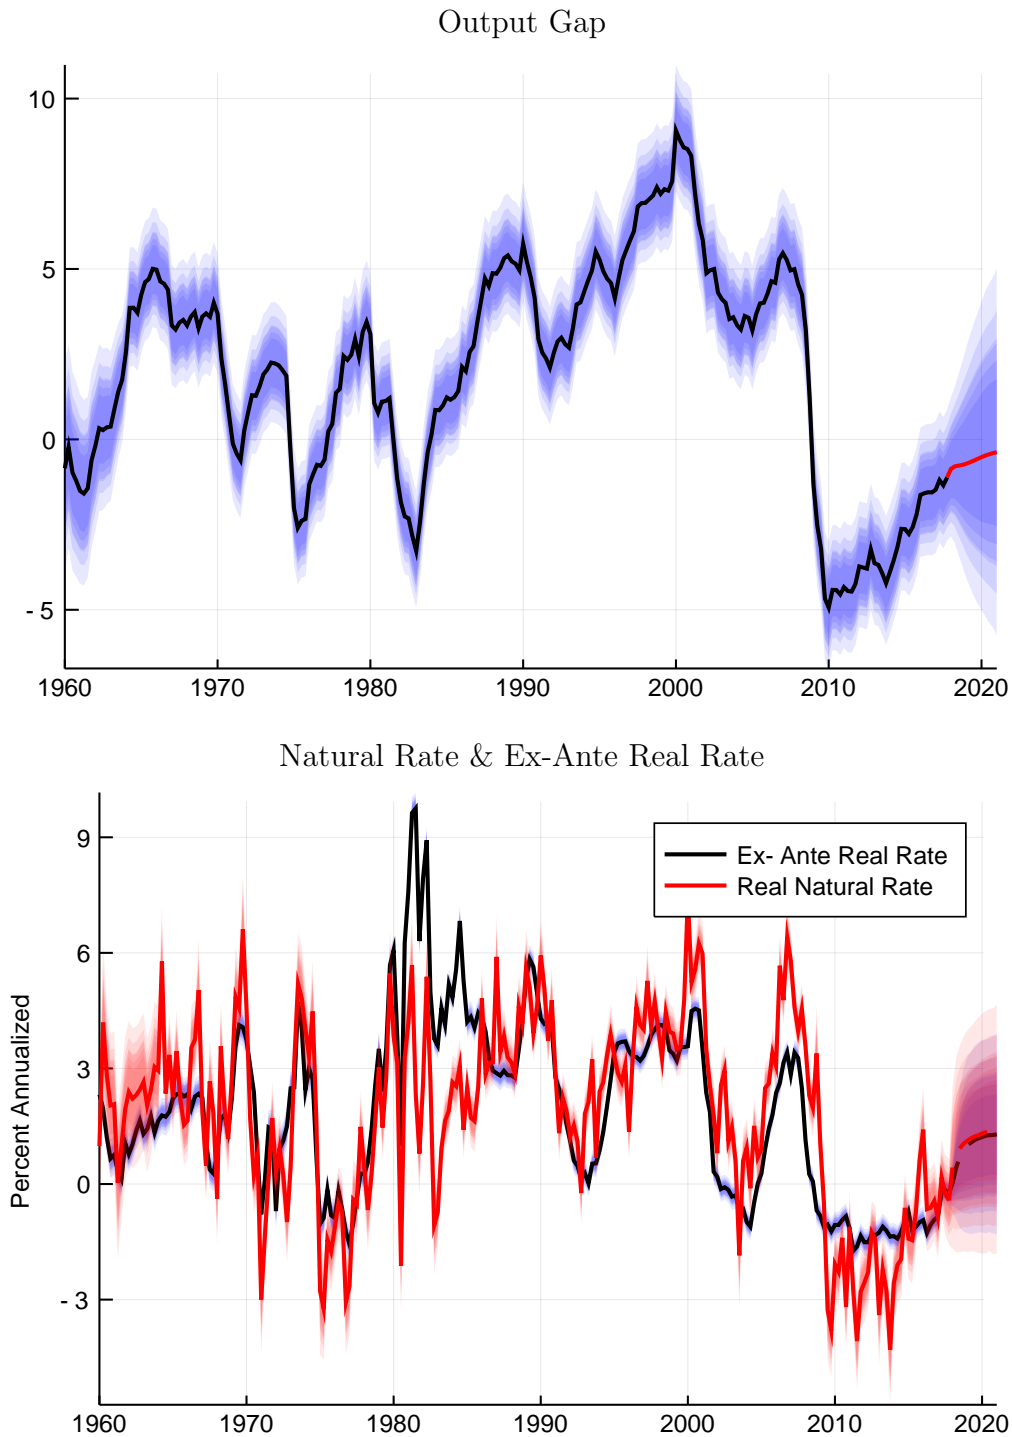 Output Gap
10
5
0
- 5
1960 1970 1980 1990 2000 2010 2020
Natural Rate & Ex-Ante Real Rate
Percent Annualized
9
6
3
0
- 3
Ex- Ante Real Rate
Real Natural Rate
1960 1970 1980 1990 2000 2010 2020